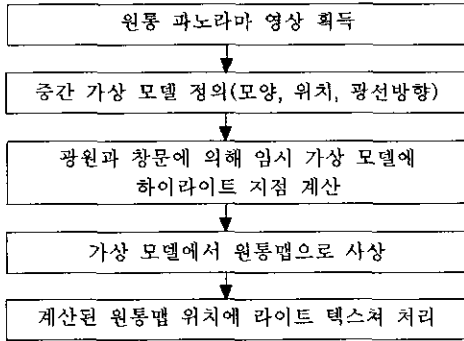 원통 파노라마 영상 획득
중간 가상 모델 정의(모양, 위치, 광선방향)
광원과 창문에 의해 임시 가상 모델에
하이라이트 지점 계산
가상 모델에서 원통맵으로 사상
계산된 원통맵 위치에 라이트 텍스쳐 처리